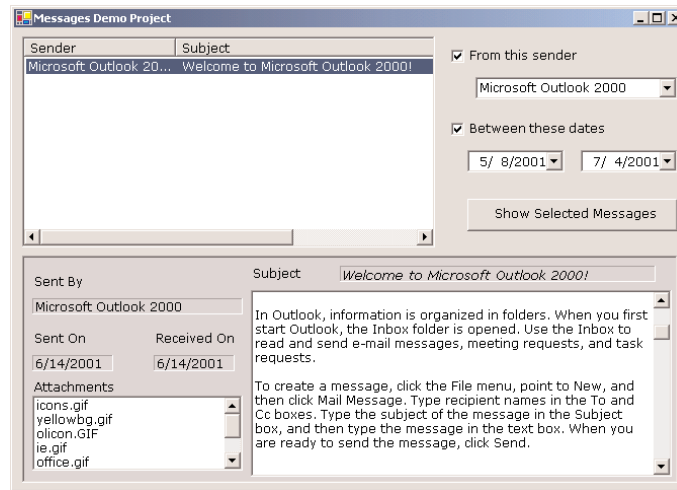 Messages Demo Project
Sender Subject
Microsoft Outlook 20... Welcome to Microsoft Outlook 2000!
From this sender
Microsoft Outlook 2000
Between these dates
5/ 8/2001 7/ 4/2001
Show Selected Messages
Sent By
Microsoft Outlook 2000
Sent On Received On
6/14/2001 6/14/2001
Attachments
icons.gif
yellowbg.gif
olicon.GIF
ie.gif
office.gif
Subject Welcome to Microsoft Outlook 2000!
In Outlook, information is organized in folders. When you first
start Outlook, the Inbox folder is opened. Use the Inbox to
read and send e-mail messages, meeting requests, and task
requests.
To create a message, click the File menu, point to New, and
then click Mail Message. Type recipient names in the To and
Cc boxes. Type the subject of the message in the Subject
box, and then type the message in the text box. When you
are ready to send the message, click Send.